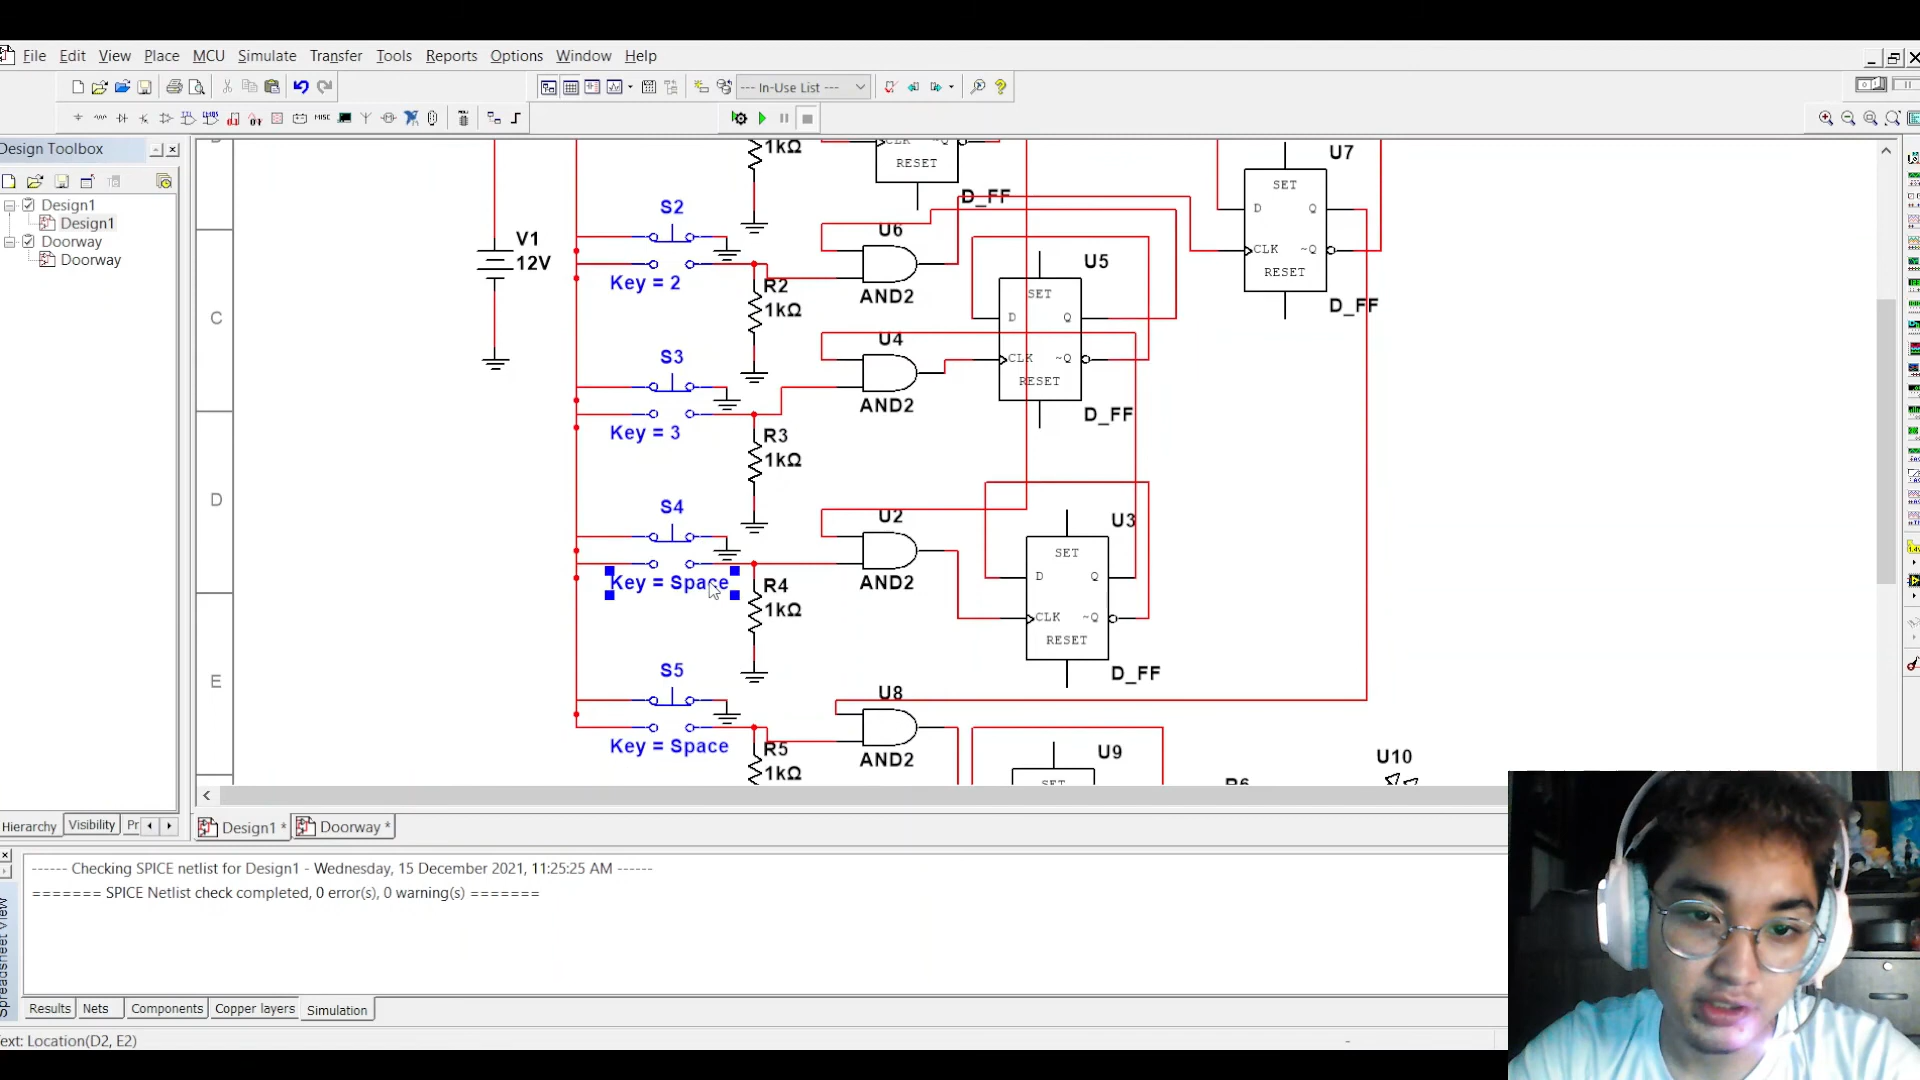 File Edit View Place MCU Simulate Transfer Tools Reports Options Window Help
--- In-Use List ---
Design Toolbox
Design1
Design1
Doorway
Doorway
C
D
E
V1
12V
1kΩ
CLK ~Q
RESET
D_FF
U7
SET
D Q
CLK ~Q
RESET
D_FF
S2
Key = 2
R2
1kΩ
U6
AND2
U5
SET
D Q
CLK ~Q
RESET
D_FF
S3
Key = 3
R3
1kΩ
U4
AND2
S4
Key = Space
R4
1kΩ
U2
AND2
U3
SET
D Q
CLK ~Q
RESET
D_FF
S5
Key = Space
R5
1kΩ
U8
AND2
U9
SET
R6
U10
Hierarchy Visibility Pr
Design1 * Doorway *
------ Checking SPICE netlist for Design1 - Wednesday, 15 December 2021, 11:25:25 AM ------
======= SPICE Netlist check completed, 0 error(s), 0 warning(s) =======
Spreadsheet View
Results Nets Components Copper layers Simulation
ext: Location(D2, E2)